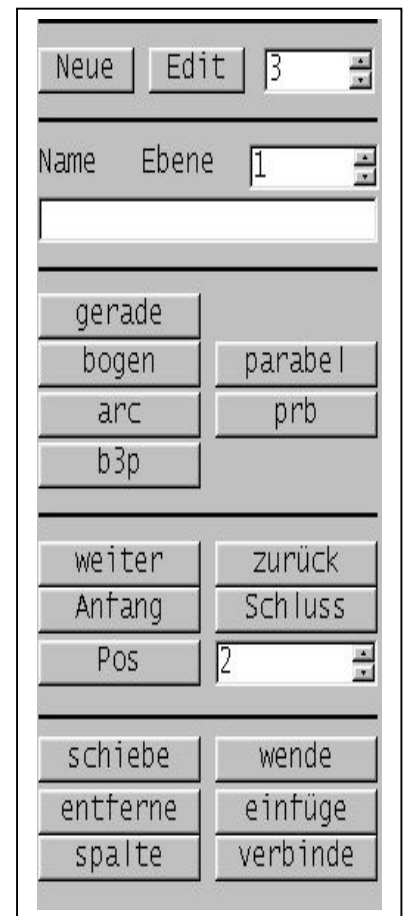 Neue Edit 3
Name Ebene 1
gerade
bogen parabel
arc prb
b3p
weiter zurück
Anfang Schluss
Pos 2
schiebe wende
entferne einfüge
spalte verbinde